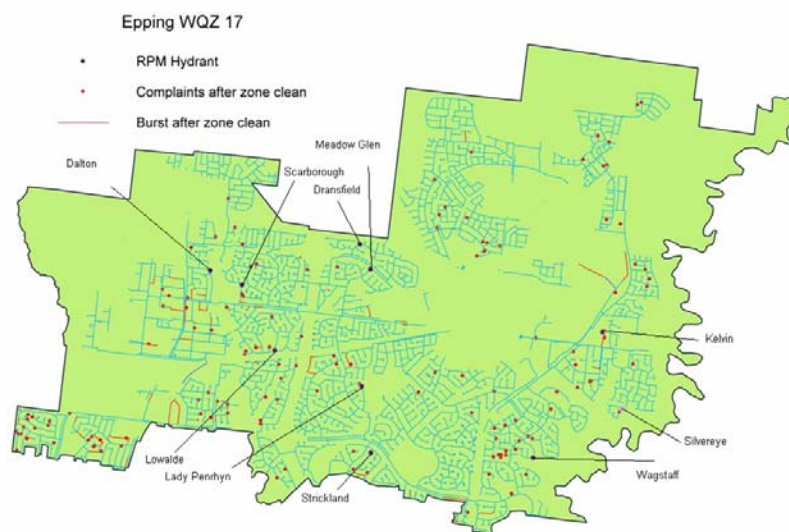 Epping WQZ 17
RPM Hydrant
Complaints after zone clean
Burst after zone clean
Meadow Glen
Scarborough
Dransfield
Dalton
Kelvin
Silvereye
Wagstaff
Lowalde
Lady Penrhyn
Strickland